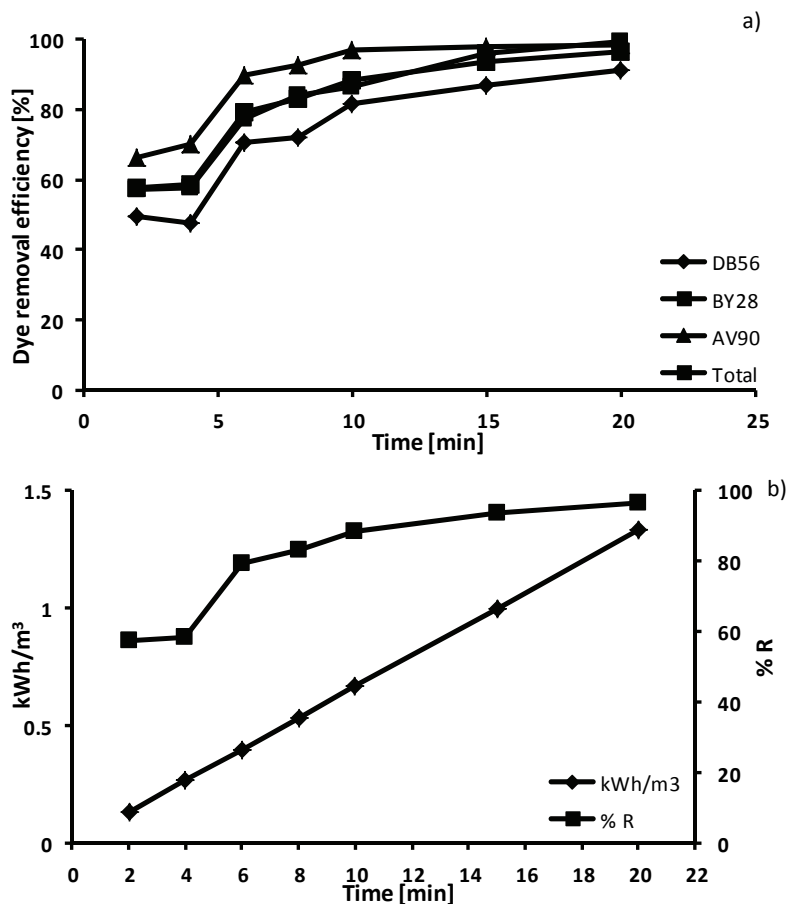 a)
Dye removal efficiency [%]
100
80
60
40
20
0
0 5 10 15 20 25
Time [min]
DB56
BY28
AV90
Total
b)
kWh/m³
1.5
1
0.5
0
% R
100
80
60
40
20
0
0 2 4 6 8 10 12 14 16 18 20 22
Time [min]
kWh/m3
% R